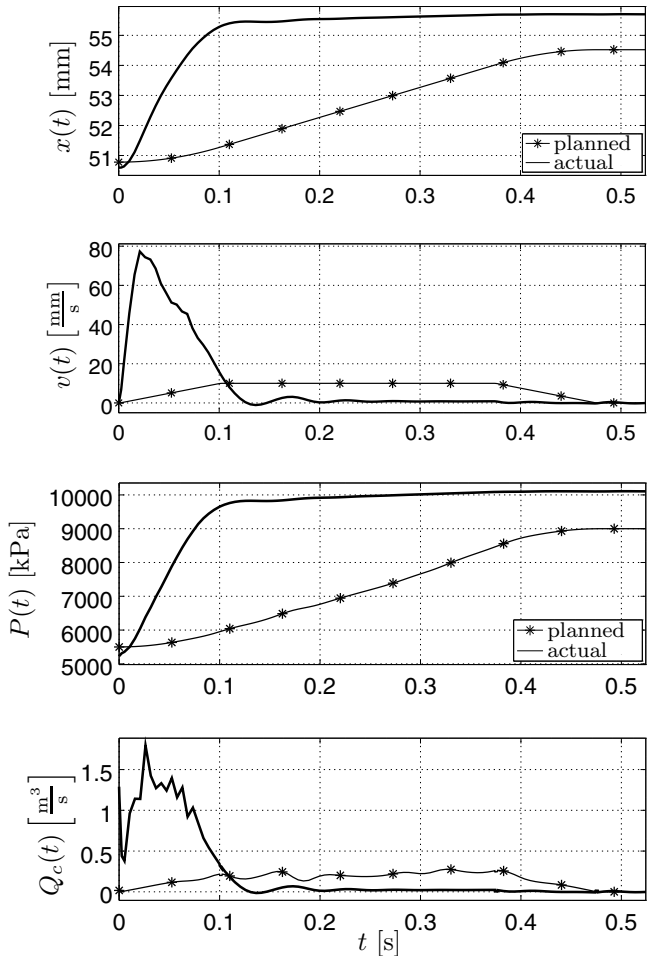 x(t) [mm]
55
54
53
52
51
planned
actual
0 0.1 0.2 0.3 0.4 0.5
v(t) [mm/s]
80
60
40
20
0
0 0.1 0.2 0.3 0.4 0.5
P(t) [kPa]
10000
9000
8000
7000
6000
5000
planned
actual
0 0.1 0.2 0.3 0.4 0.5
Q_c(t) [m³/s]
1.5
1
0.5
0
0 0.1 0.2 0.3 0.4 0.5
t [s]